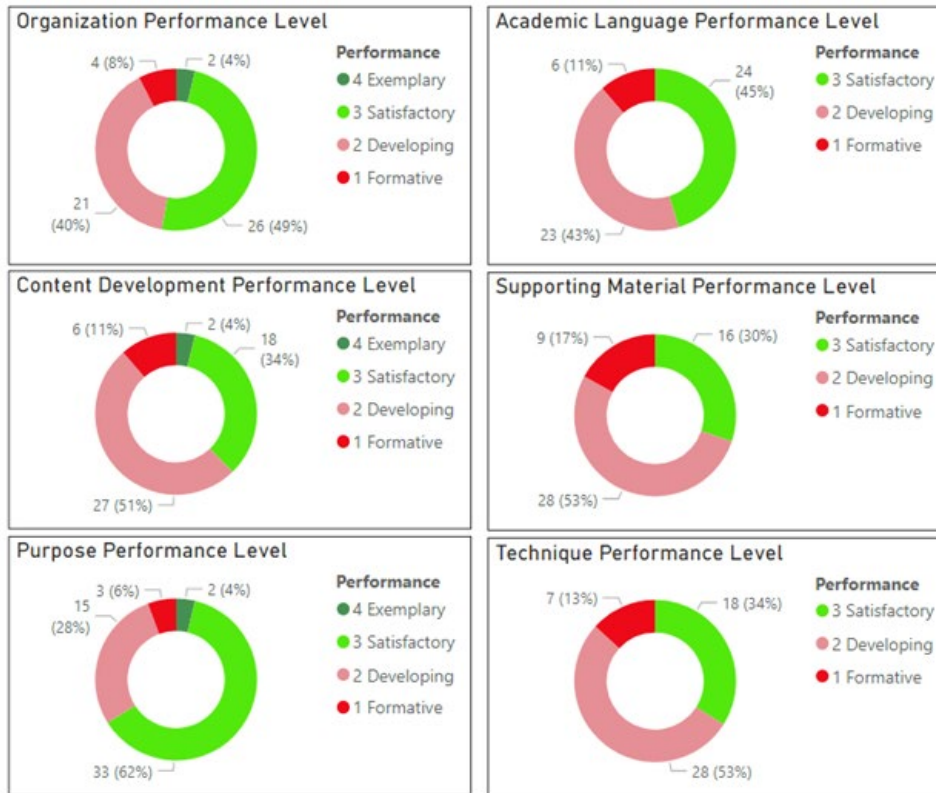 Organization Performance Level
4 (8%)
2 (4%)
21
(40%)
26 (49%)
Performance
4 Exemplary
3 Satisfactory
2 Developing
1 Formative
Academic Language Performance Level
6 (11%)
24
(45%)
23 (43%)
Performance
3 Satisfactory
2 Developing
1 Formative
Content Development Performance Level
6 (11%)
2 (4%)
18
(34%)
27 (51%)
Performance
4 Exemplary
3 Satisfactory
2 Developing
1 Formative
Supporting Material Performance Level
9 (17%)
16 (30%)
28 (53%)
Performance
3 Satisfactory
2 Developing
1 Formative
Purpose Performance Level
3 (6%)
2 (4%)
15
(28%)
33 (62%)
Performance
4 Exemplary
3 Satisfactory
2 Developing
1 Formative
Technique Performance Level
7 (13%)
18 (34%)
28 (53%)
Performance
3 Satisfactory
2 Developing
1 Formative